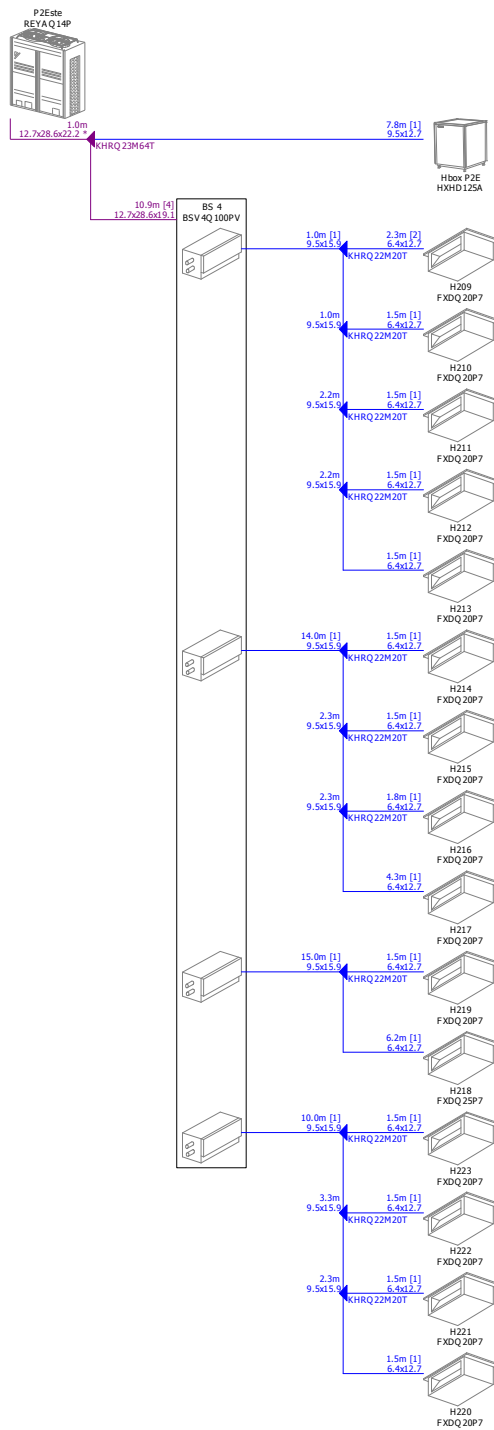 P2Este
REYAQ14P
1.0m
12.7x28.6x22.2 *
KHRQ23M64T
7.8m [1]
9.5x12.7
Hbox P2E
HXHD125A
10.9m [4]
12.7x28.6x19.1
BS 4
BSV4Q100PV
1.0m [1]
9.5x15.9
KHRQ22M20T
2.3m [2]
6.4x12.7
H209
FXDQ20P7
1.0m
9.5x15.9
KHRQ22M20T
1.5m [1]
6.4x12.7
H210
FXDQ20P7
2.2m
9.5x15.9
KHRQ22M20T
1.5m [1]
6.4x12.7
H211
FXDQ20P7
2.2m
9.5x15.9
KHRQ22M20T
1.5m [1]
6.4x12.7
H212
FXDQ20P7
1.5m [1]
6.4x12.7
H213
FXDQ20P7
14.0m [1]
9.5x15.9
KHRQ22M20T
1.5m [1]
6.4x12.7
H214
FXDQ20P7
2.3m
9.5x15.9
KHRQ22M20T
1.5m [1]
6.4x12.7
H215
FXDQ20P7
2.3m
9.5x15.9
KHRQ22M20T
1.8m [1]
6.4x12.7
H216
FXDQ20P7
4.3m [1]
6.4x12.7
H217
FXDQ20P7
15.0m [1]
9.5x15.9
KHRQ22M20T
1.5m [1]
6.4x12.7
H219
FXDQ20P7
6.2m [1]
6.4x12.7
H218
FXDQ25P7
10.0m [1]
9.5x15.9
KHRQ22M20T
1.5m [1]
6.4x12.7
H223
FXDQ20P7
3.3m
9.5x15.9
KHRQ22M20T
1.5m [1]
6.4x12.7
H222
FXDQ20P7
2.3m
9.5x15.9
KHRQ22M20T
1.5m [1]
6.4x12.7
H221
FXDQ20P7
1.5m [1]
6.4x12.7
H220
FXDQ20P7